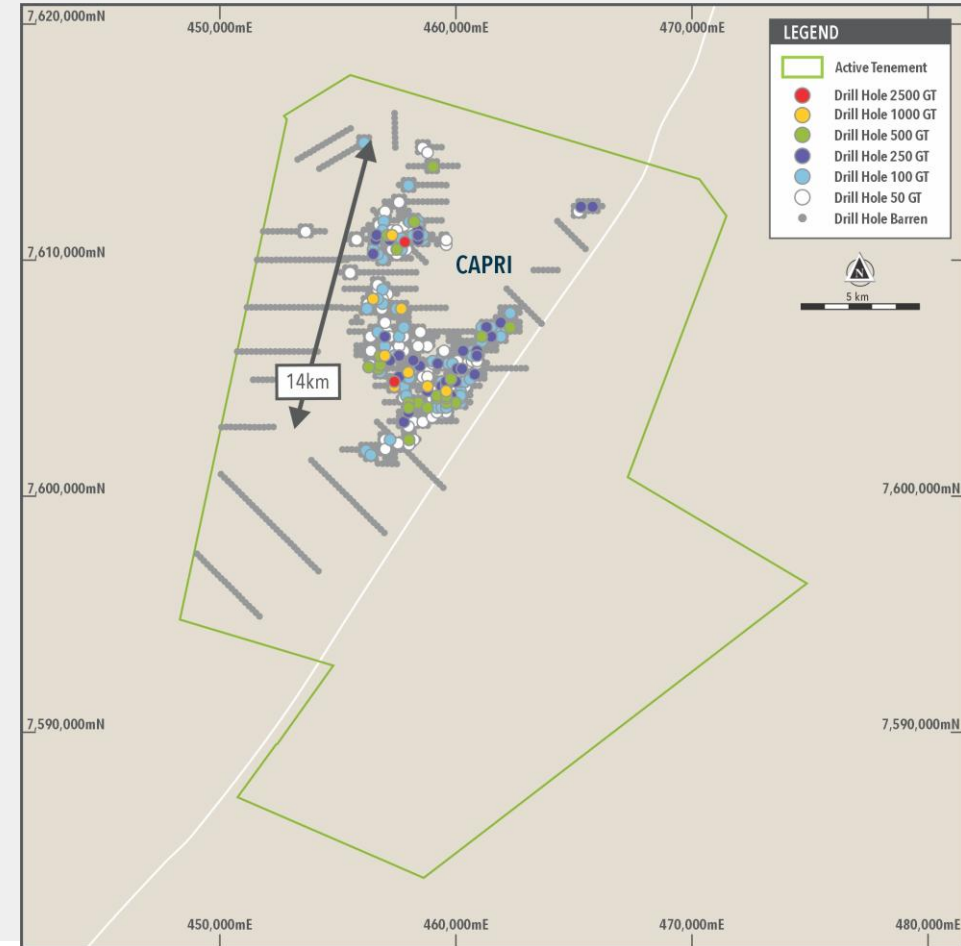 7,620,000mN
450,000mE
460,000mE
470,000mE
LEGEND
Active Tenement
Drill Hole 2500 GT
Drill Hole 1000 GT
Drill Hole 500 GT
Drill Hole 250 GT
Drill Hole 100 GT
Drill Hole 50 GT
Drill Hole Barren
N
5 km
7,610,000mN
CAPRI
14km
7,600,000mN
7,600,000mN
7,590,000mN
7,590,000mN
450,000mE
460,000mE
470,000mE
480,000mE